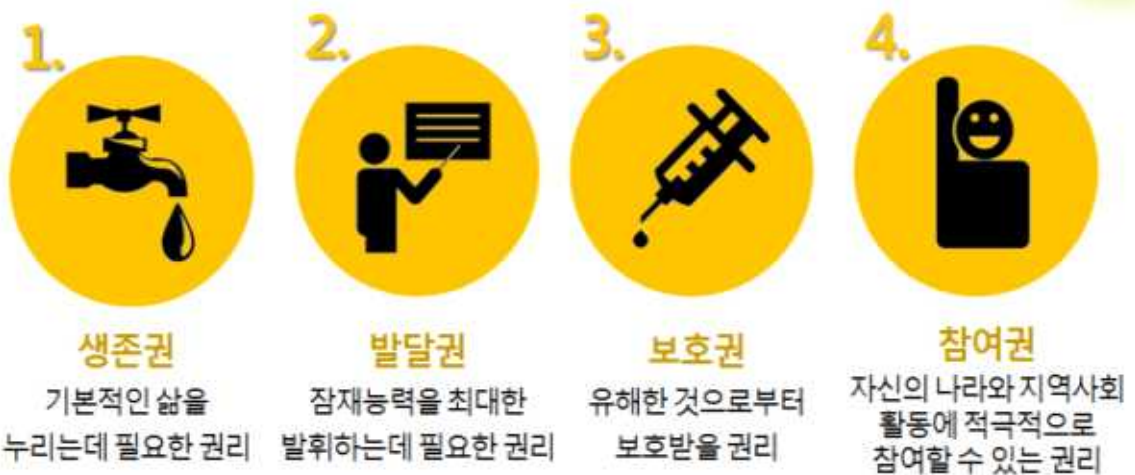 1.
생존권
기본적인 삶을
누리는데 필요한 권리
2.
발달권
잠재능력을 최대한
발휘하는데 필요한 권리
3.
보호권
유해한 것으로부터
보호받을 권리
4.
참여권
자신의 나라와 지역사회
활동에 적극적으로
참여할 수 있는 권리